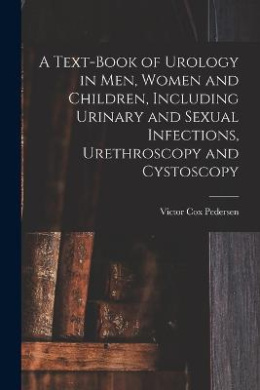 A Text-Book of Urology
in Men, Women and
Children, Including
Urinary and Sexual
Infections,
Urethroscopy and
Cystoscopy
Victor Cox Pedersen